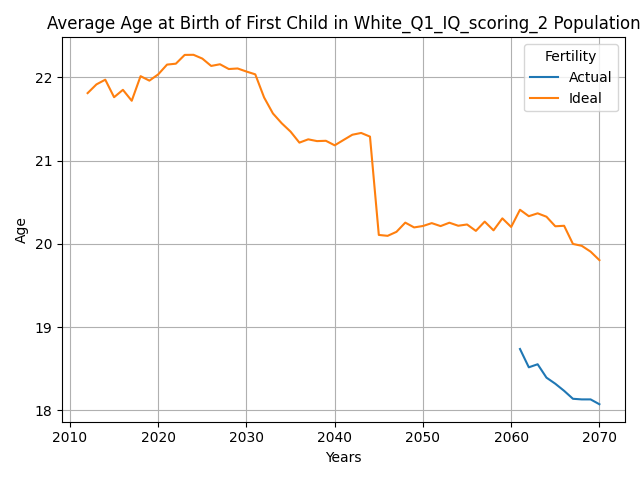 Average Age at Birth of First Child in White_Q1_IQ_scoring_2 Population
Fertility
Actual
Ideal
Age
22
21
20
19
18
2010
2020
2030
2040
2050
2060
2070
Years